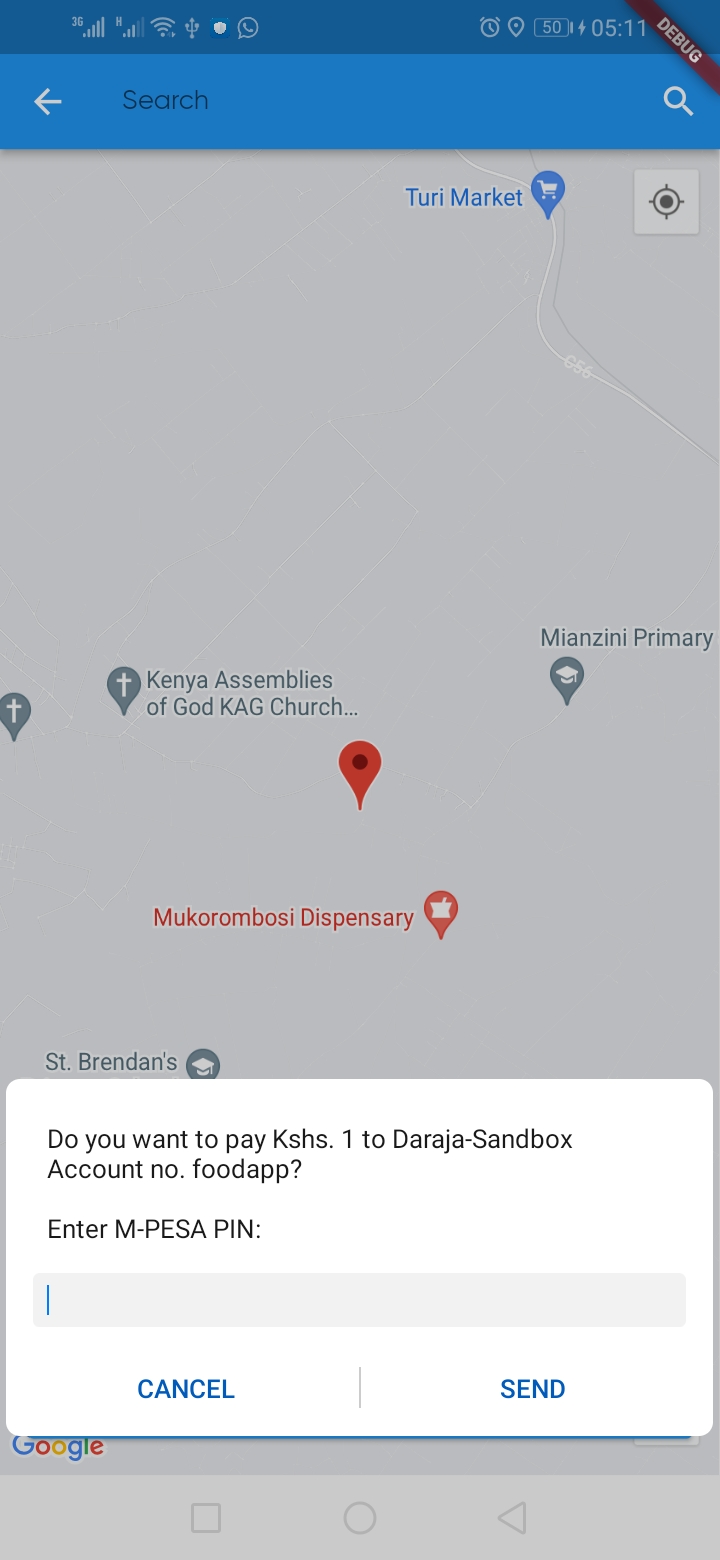 3G H 50 05:11
DEBUG
Search
Turi Market
C56
Mianzini Primary
Kenya Assemblies
of God KAG Church...
Mukorombosi Dispensary
St. Brendan's
Do you want to pay Kshs. 1 to Daraja-Sandbox
Account no. foodapp?
Enter M-PESA PIN:
CANCEL
SEND
Google